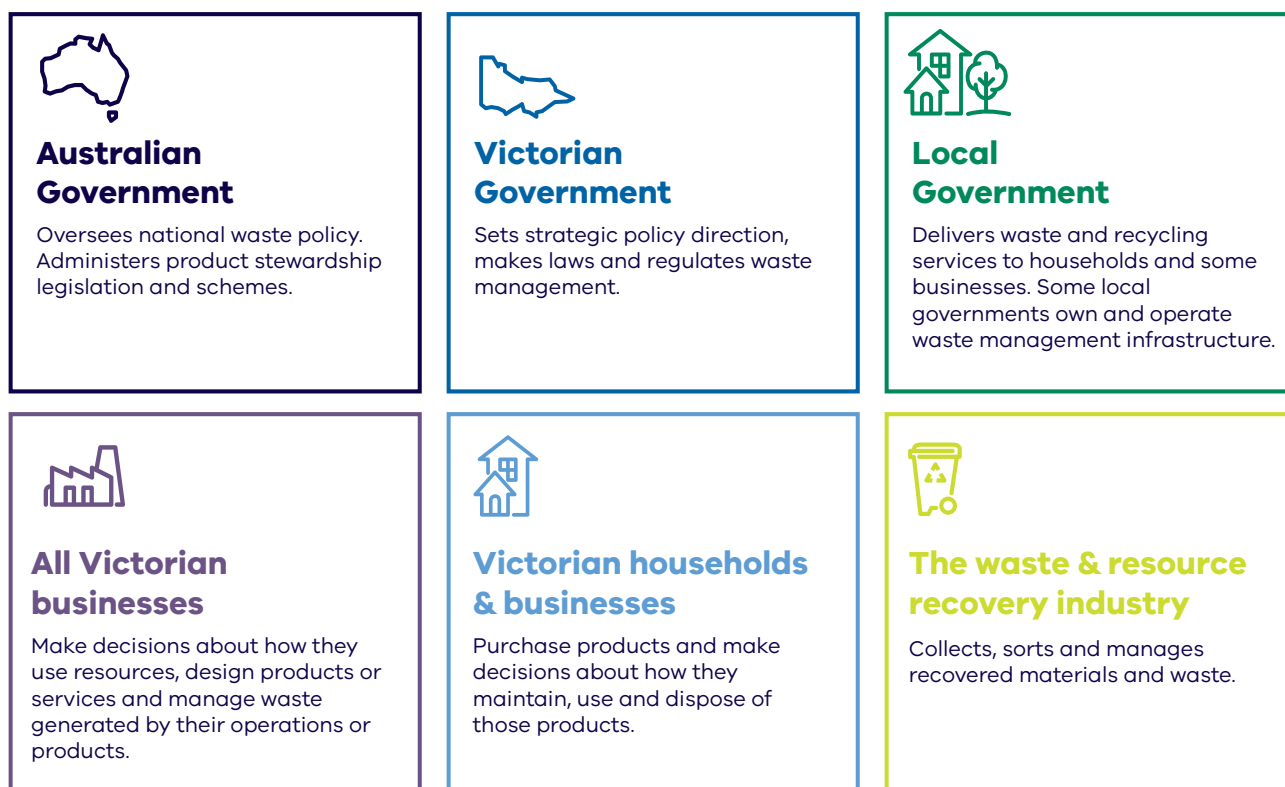 Australian
Government
Oversees national waste policy.
Administers product stewardship
legislation and schemes.
Victorian
Government
Sets strategic policy direction,
makes laws and regulates waste
management.
Local
Government
Delivers waste and recycling
services to households and some
businesses. Some local
governments own and operate
waste management infrastructure.
All Victorian
businesses
Make decisions about how they
use resources, design products or
services and manage waste
generated by their operations or
products.
Victorian households
& businesses
Purchase products and make
decisions about how they
maintain, use and dispose of
those products.
The waste & resource
recovery industry
Collects, sorts and manages
recovered materials and waste.